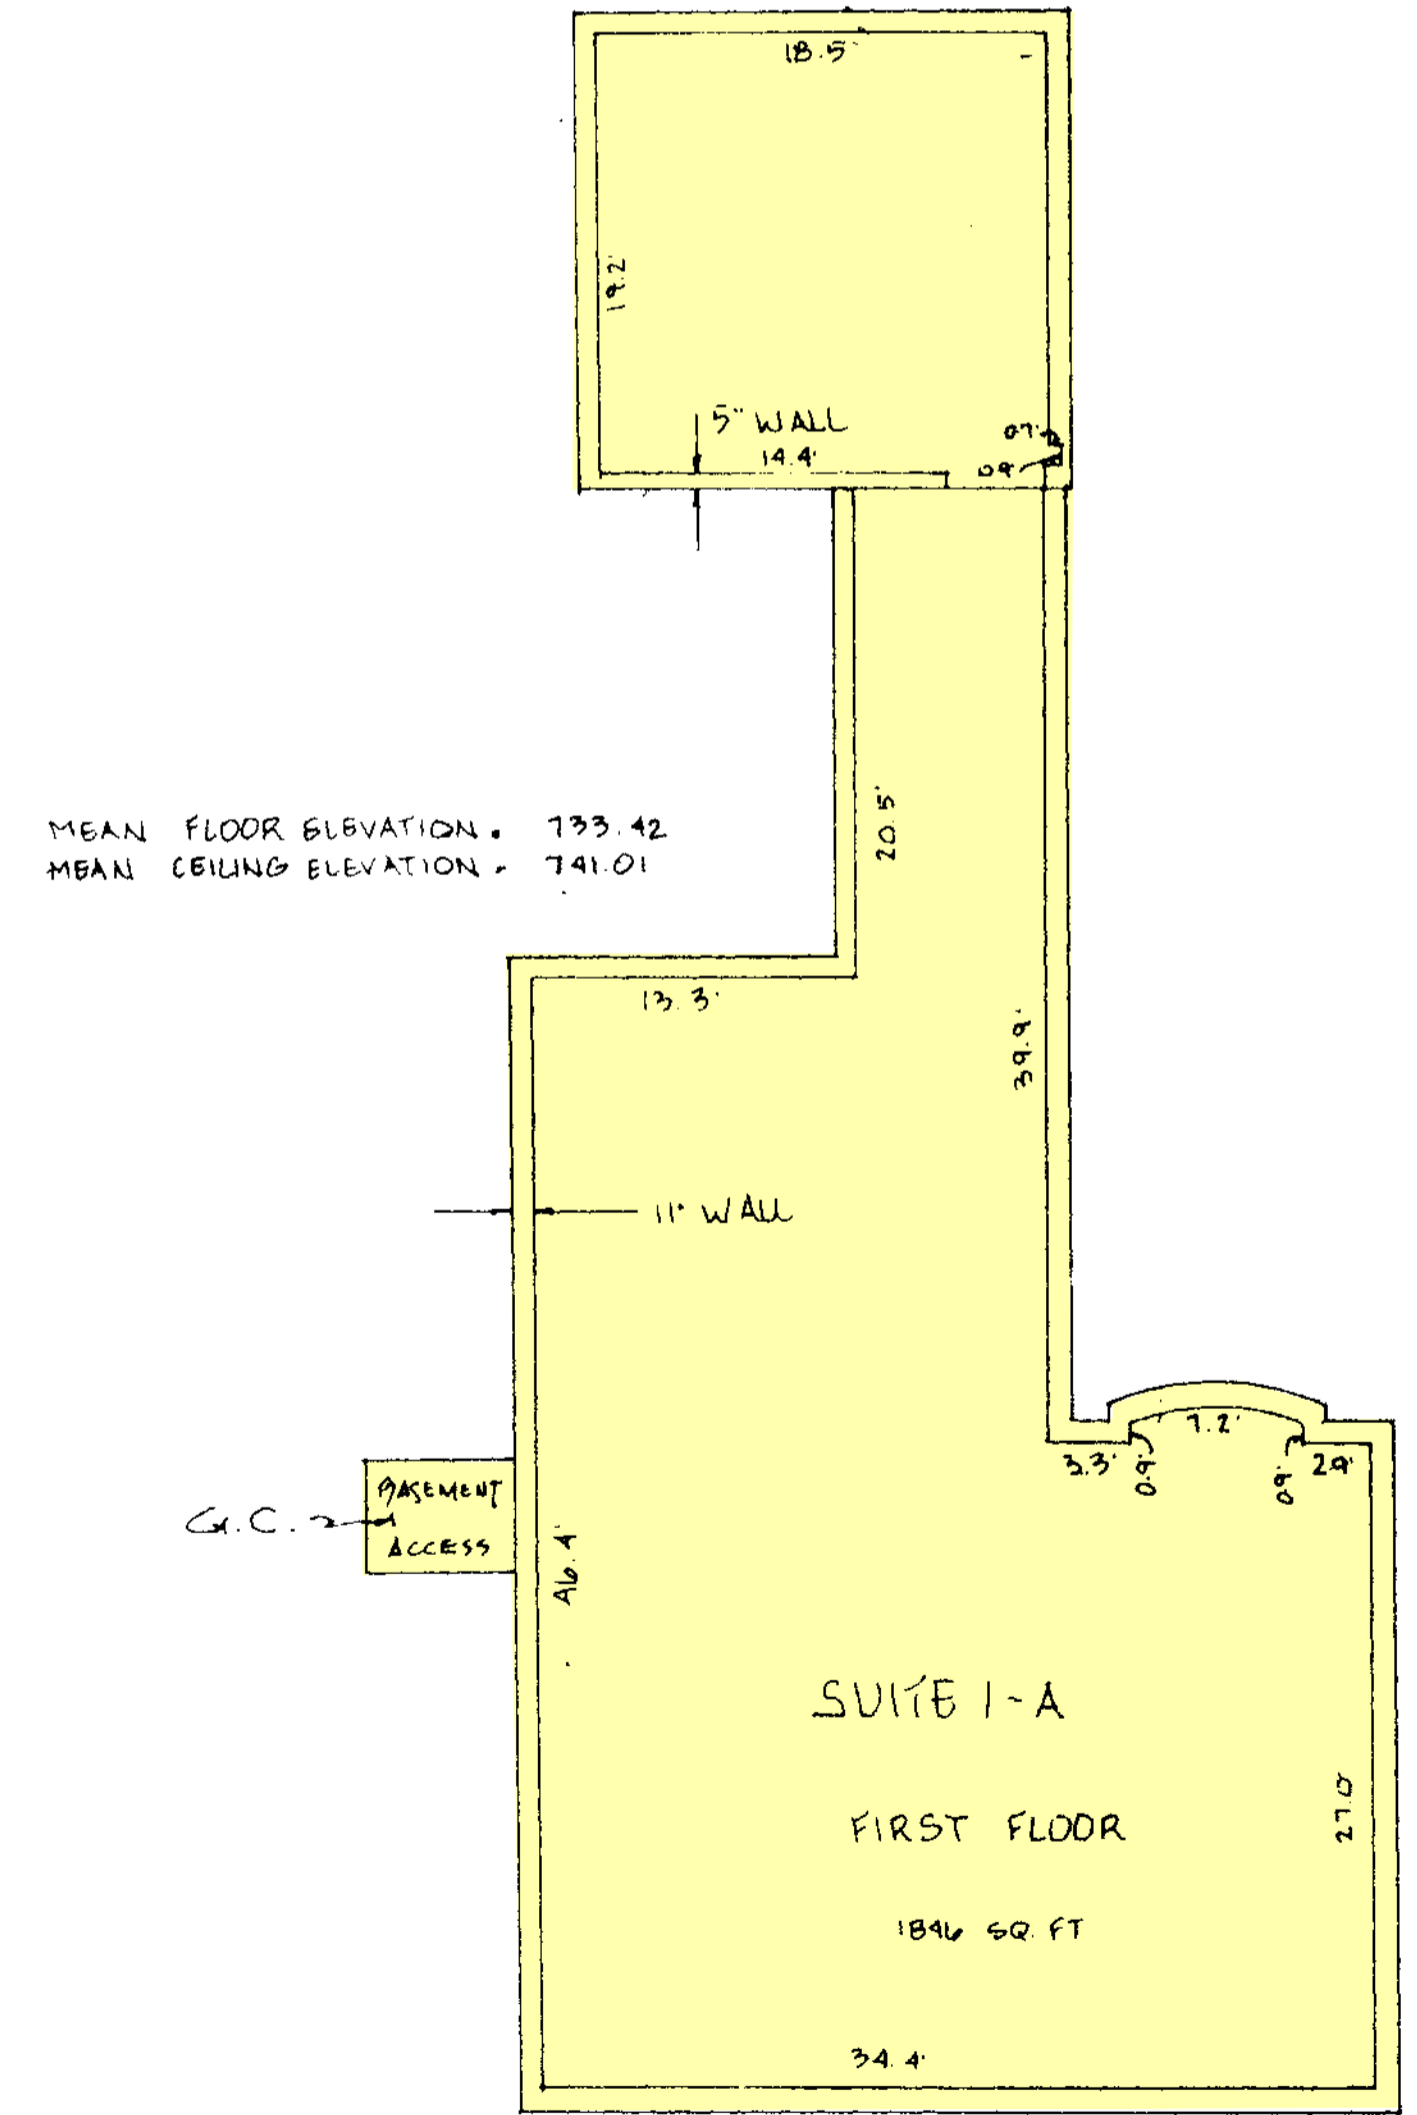 18.5'
19.2'
5" WALL
14.4'
0.7'
0.9'
20.5'
MEAN FLOOR ELEVATION = 733.42
MEAN CEILING ELEVATION = 741.01
13.3'
39.9'
11" WALL
7.2'
3.3'
0.9'
0.9'
2.9'
BASEMENT
G.C.
ACCESS
46.4'
SUITE 1-A
27.0'
FIRST FLOOR
1846 SQ. FT
34.4'